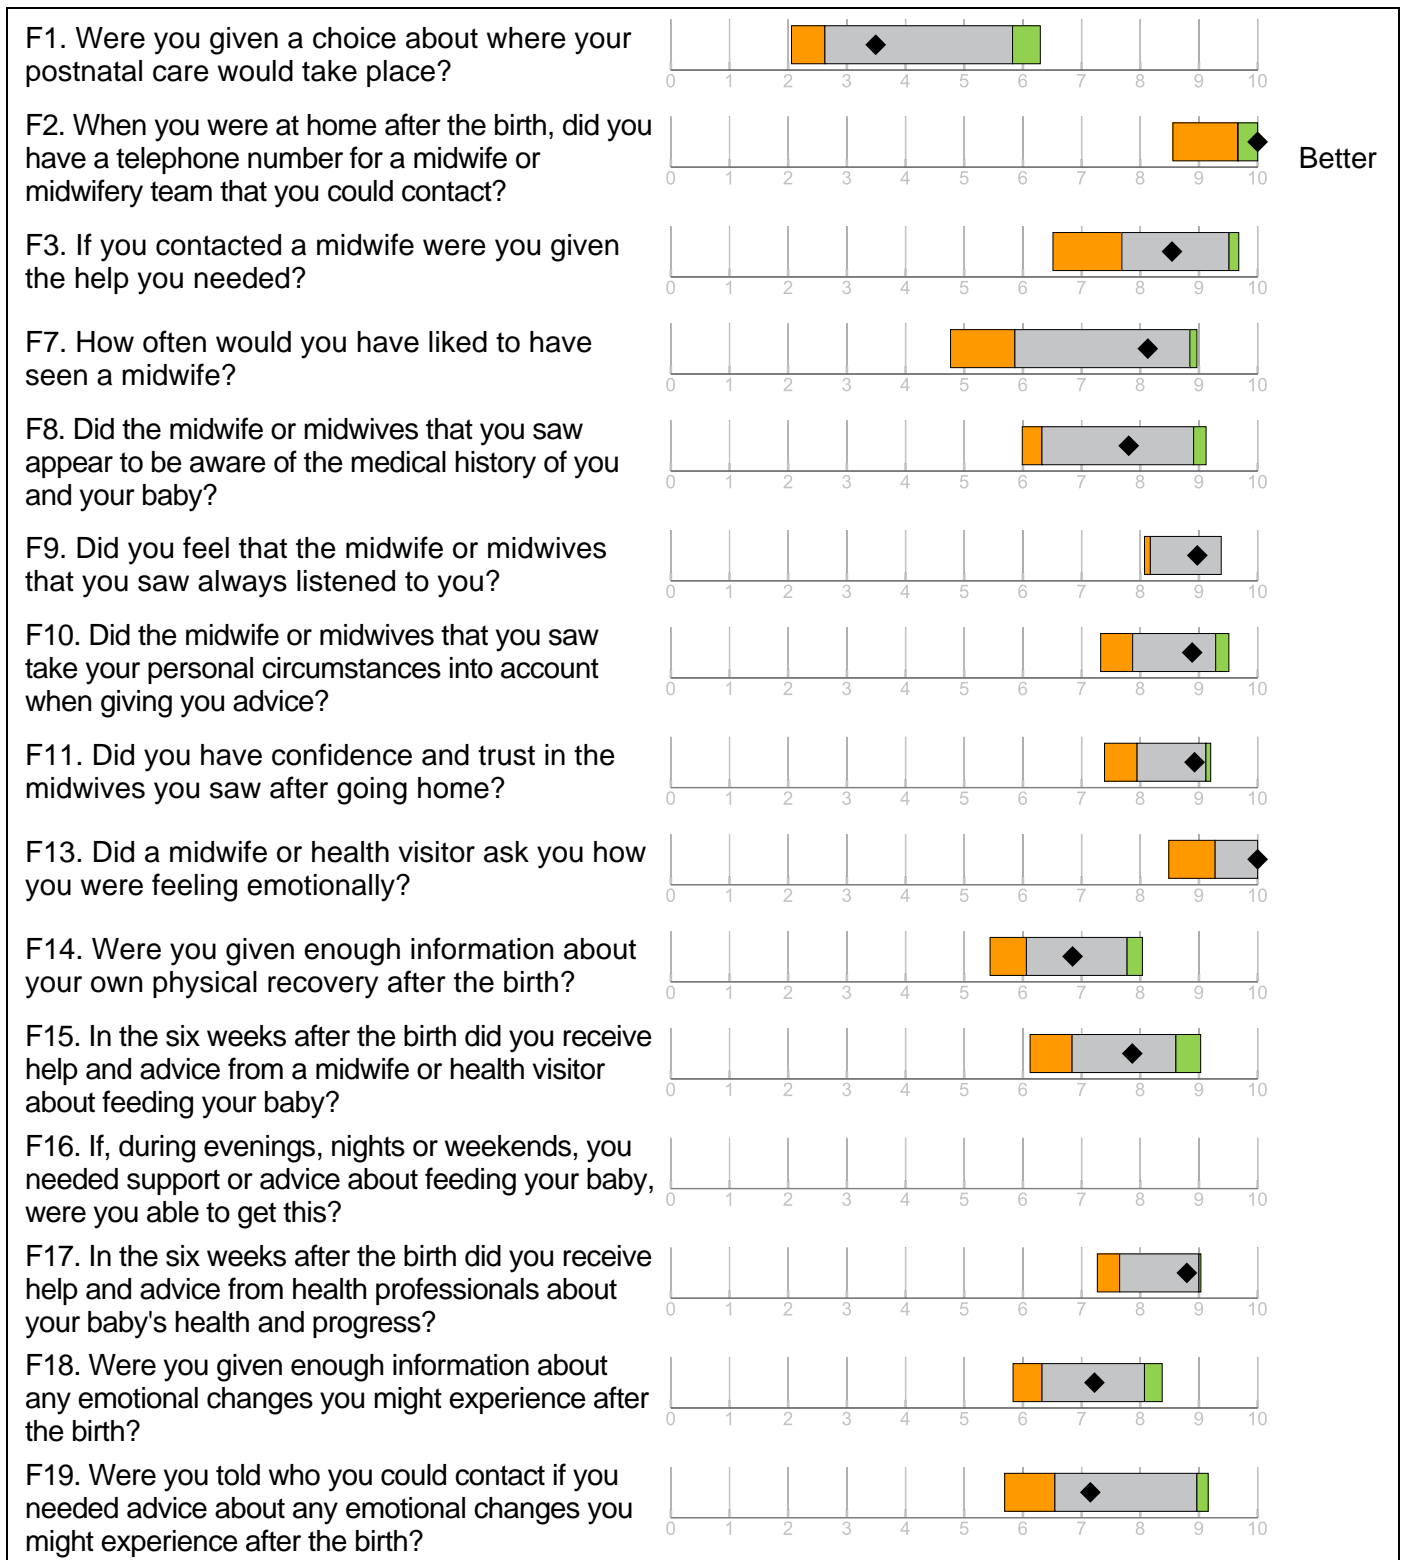 F1. Were you given a choice about where your
postnatal care would take place?
0 1 2 3 4 5 6 7 8 9 10
F2. When you were at home after the birth, did you
have a telephone number for a midwife or
midwifery team that you could contact?
Better
0 1 2 3 4 5 6 7 8 9 10
F3. If you contacted a midwife were you given
the help you needed?
0 1 2 3 4 5 6 7 8 9 10
F7. How often would you have liked to have
seen a midwife?
0 1 2 3 4 5 6 7 8 9 10
F8. Did the midwife or midwives that you saw
appear to be aware of the medical history of you
and your baby?
0 1 2 3 4 5 6 7 8 9 10
F9. Did you feel that the midwife or midwives
that you saw always listened to you?
0 1 2 3 4 5 6 7 8 9 10
F10. Did the midwife or midwives that you saw
take your personal circumstances into account
when giving you advice?
0 1 2 3 4 5 6 7 8 9 10
F11. Did you have confidence and trust in the
midwives you saw after going home?
0 1 2 3 4 5 6 7 8 9 10
F13. Did a midwife or health visitor ask you how
you were feeling emotionally?
0 1 2 3 4 5 6 7 8 9 10
F14. Were you given enough information about
your own physical recovery after the birth?
0 1 2 3 4 5 6 7 8 9 10
F15. In the six weeks after the birth did you receive
help and advice from a midwife or health visitor
about feeding your baby?
0 1 2 3 4 5 6 7 8 9 10
F16. If, during evenings, nights or weekends, you
needed support or advice about feeding your baby,
were you able to get this?
0 1 2 3 4 5 6 7 8 9 10
F17. In the six weeks after the birth did you receive
help and advice from health professionals about
your baby's health and progress?
0 1 2 3 4 5 6 7 8 9 10
F18. Were you given enough information about
any emotional changes you might experience after
the birth?
0 1 2 3 4 5 6 7 8 9 10
F19. Were you told who you could contact if you
needed advice about any emotional changes you
might experience after the birth?
0 1 2 3 4 5 6 7 8 9 10